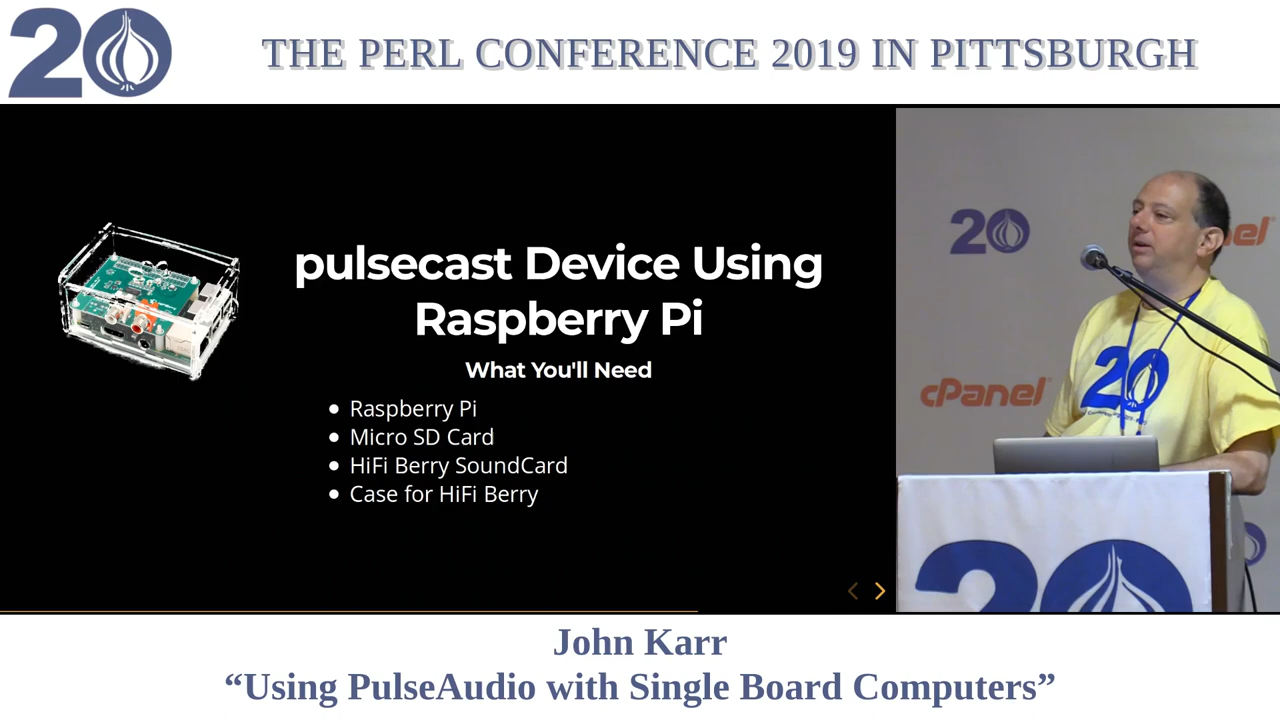 20
THE PERL CONFERENCE 2019 IN PITTSBURGH
pulsecast Device Using
Raspberry Pi
What You'll Need
Raspberry Pi
Micro SD Card
HiFi Berry SoundCard
Case for HiFi Berry
20
el
cPanel
20
20
John Karr
“Using PulseAudio with Single Board Computers”